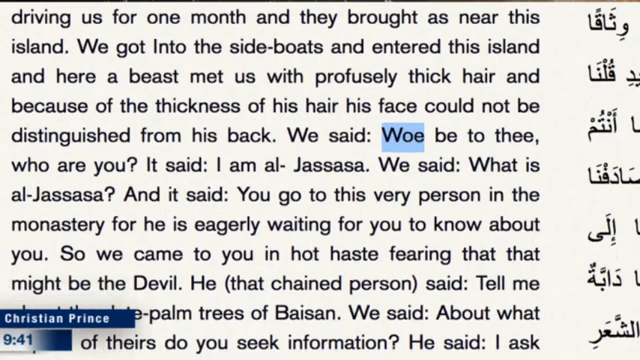 driving us for one month and they brought as near this
island. We got Into the side-boats and entered this island
and here a beast met us with profusely thick hair and
because of the thickness of his hair his face could not be
distinguished from his back. We said: Woe be to thee,
who are you? It said: I am al- Jassasa. We said: What is
al-Jassasa? And it said: You go to this very person in the
monastery for he is eagerly waiting for you to know about
you. So we came to you in hot haste fearing that that
might be the Devil. He (that chained person) said: Tell me
-palm trees of Baisan. We said: About what
of theirs do you seek information? He said: I ask
وِثَاقًا
قُلْنَا
أَنْتُمْ
إِلَى
دَابَّةٌ
الشَّعَرِ
Christian Prince
9:41